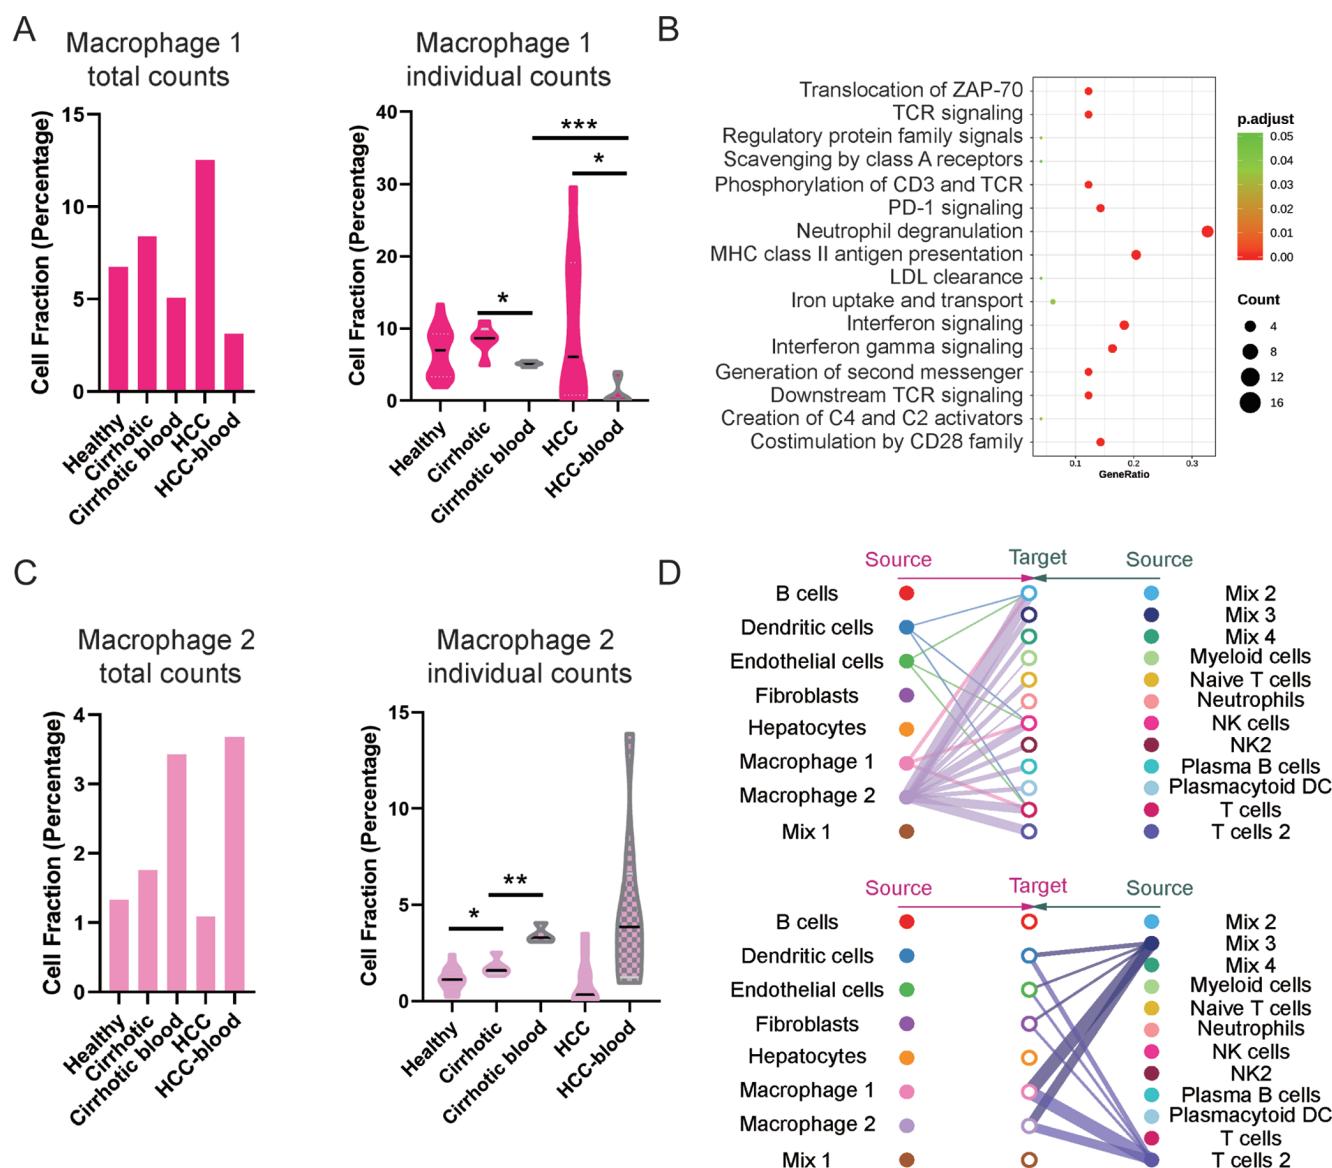 A
Macrophage 1
total counts
Cell Fraction (Percentage)
15
10
5
0
Healthy
Cirrhotic
Cirrhotic blood
HCC
HCC-blood
Macrophage 1
individual counts
Cell Fraction (Percentage)
40
30
20
10
0
*
***
*
Healthy
Cirrhotic
Cirrhotic blood
HCC
HCC-blood
B
Translocation of ZAP-70
TCR signaling
Regulatory protein family signals
Scavenging by class A receptors
Phosphorylation of CD3 and TCR
PD-1 signaling
Neutrophil degranulation
MHC class II antigen presentation
LDL clearance
Iron uptake and transport
Interferon signaling
Interferon gamma signaling
Generation of second messenger
Downstream TCR signaling
Creation of C4 and C2 activators
Costimulation by CD28 family
0.1
0.2
0.3
GeneRatio
p.adjust
0.05
0.04
0.03
0.02
0.01
0.00
Count
4
8
12
16
C
Macrophage 2
total counts
Cell Fraction (Percentage)
4
3
2
1
0
Healthy
Cirrhotic
Cirrhotic blood
HCC
HCC-blood
Macrophage 2
individual counts
Cell Fraction (Percentage)
15
10
5
0
*
**
Healthy
Cirrhotic
Cirrhotic blood
HCC
HCC-blood
D
Source
Target
Source
B cells
Dendritic cells
Endothelial cells
Fibroblasts
Hepatocytes
Macrophage 1
Macrophage 2
Mix 1
Mix 2
Mix 3
Mix 4
Myeloid cells
Naive T cells
Neutrophils
NK cells
NK2
Plasma B cells
Plasmacytoid DC
T cells
T cells 2
Source
Target
Source
B cells
Dendritic cells
Endothelial cells
Fibroblasts
Hepatocytes
Macrophage 1
Macrophage 2
Mix 1
Mix 2
Mix 3
Mix 4
Myeloid cells
Naive T cells
Neutrophils
NK cells
NK2
Plasma B cells
Plasmacytoid DC
T cells
T cells 2